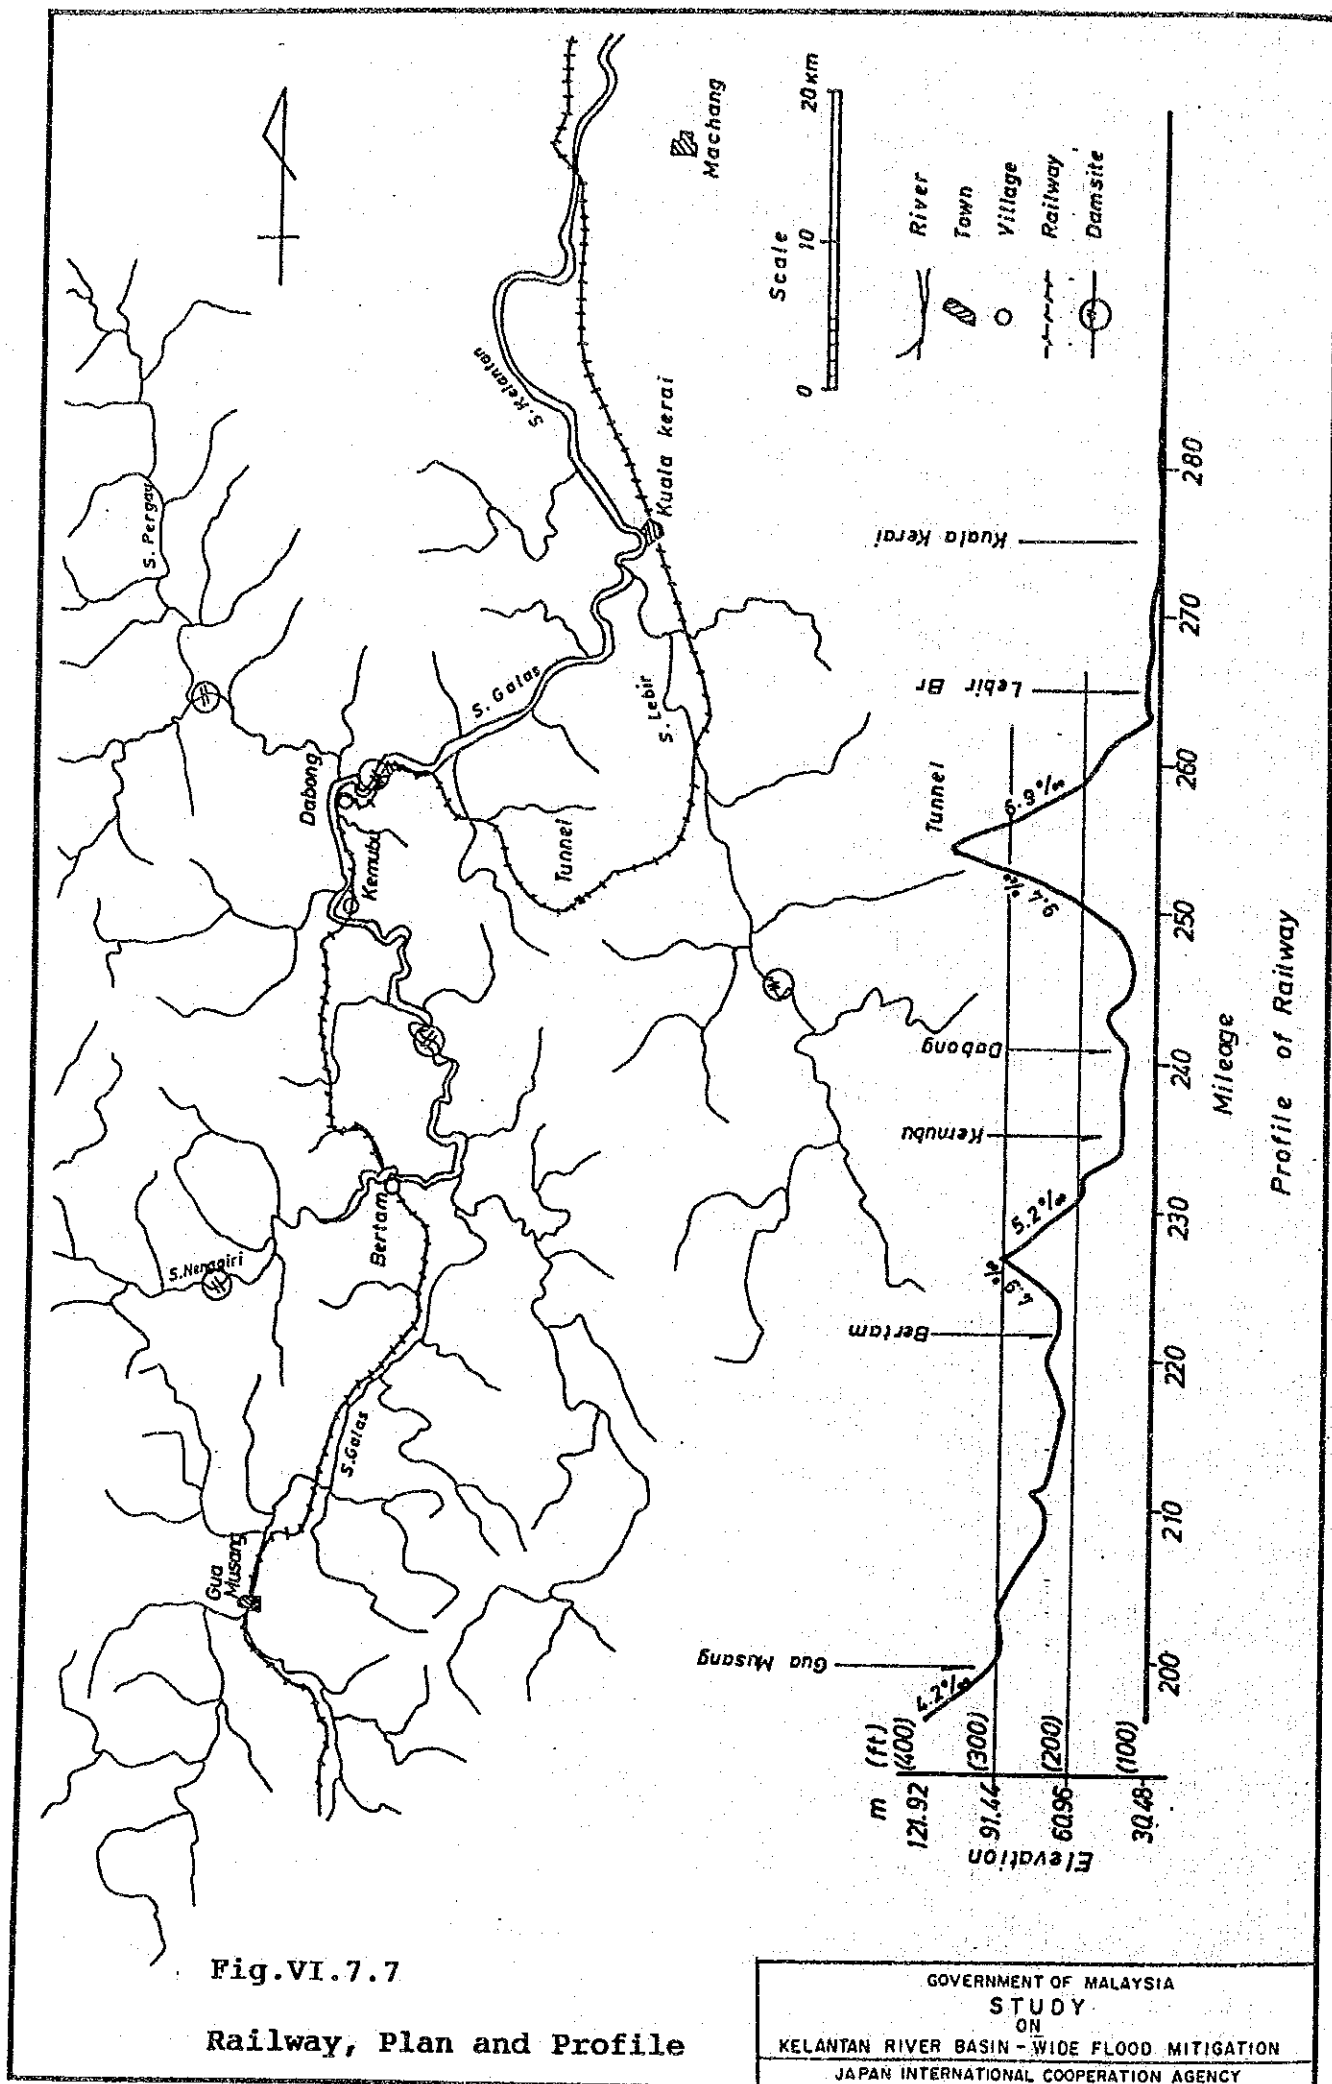 Machang
S. Kelantan
Kuala kerai
S. Pergau
S. Galas
S. Lebir
Dabong
Kemubu
Tunnel
S. Nenggiri
Bertam
S. Galas
Gua
Musang
Scale
0 10 20 km
River
Town
Village
Railway
Damsite
Elevation
m (ft)
121.92 (400)
91.44 (300)
60.96 (200)
30.48 (100)
Gua Musang
Bertam
Kemubu
Dabong
Tunnel
Lebir Br
Kuala Kerai
4.2‰
4.9‰
5.2‰
9.4‰
200 210 220 230 240 250 260 270 280
Mileage
Profile of Railway
Fig.VI.7.7
Railway, Plan and Profile
GOVERNMENT OF MALAYSIA
STUDY
ON
KELANTAN RIVER BASIN - WIDE FLOOD MITIGATION
JAPAN INTERNATIONAL COOPERATION AGENCY